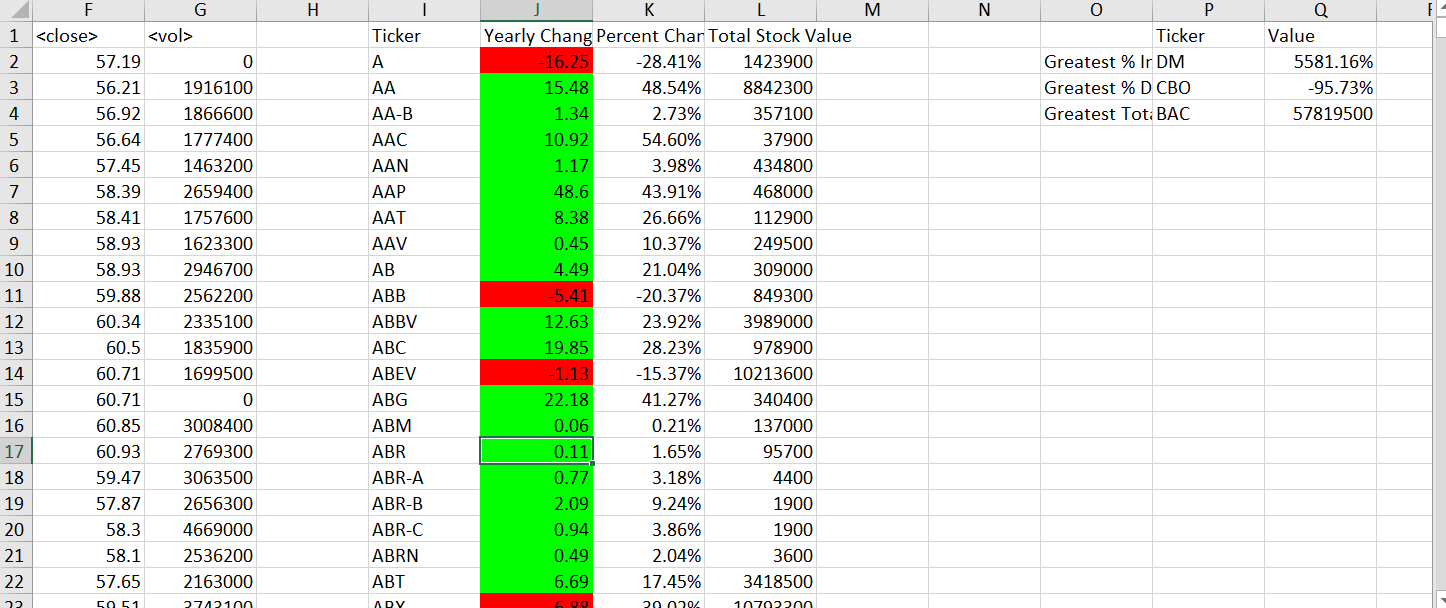 F G H I J K L M N O P Q
1 <close> <vol> Ticker Yearly Chang Percent Char Total Stock Value Ticker Value
2 57.19 0 A -16.25 -28.41% 1423900 Greatest % Ir DM 5581.16%
3 56.21 1916100 AA 15.48 48.54% 8842300 Greatest % D CBO -95.73%
4 56.92 1866600 AA-B 1.34 2.73% 357100 Greatest Tota BAC 57819500
5 56.64 1777400 AAC 10.92 54.60% 37900
6 57.45 1463200 AAN 1.17 3.98% 434800
7 58.39 2659400 AAP 48.6 43.91% 468000
8 58.41 1757600 AAT 8.38 26.66% 112900
9 58.93 1623300 AAV 0.45 10.37% 249500
10 58.93 2946700 AB 4.49 21.04% 309000
11 59.88 2562200 ABB -5.41 -20.37% 849300
12 60.34 2335100 ABBV 12.63 23.92% 3989000
13 60.5 1835900 ABC 19.85 28.23% 978900
14 60.71 1699500 ABEV -1.13 -15.37% 10213600
15 60.71 0 ABG 22.18 41.27% 340400
16 60.85 3008400 ABM 0.06 0.21% 137000
17 60.93 2769300 ABR 0.11 1.65% 95700
18 59.47 3063500 ABR-A 0.77 3.18% 4400
19 57.87 2656300 ABR-B 2.09 9.24% 1900
20 58.3 4669000 ABR-C 0.94 3.86% 1900
21 58.1 2536200 ABRN 0.49 2.04% 3600
22 57.65 2163000 ABT 6.69 17.45% 3418500
23 59.51 3743100 ABX -6.88 -39.02% 10793300